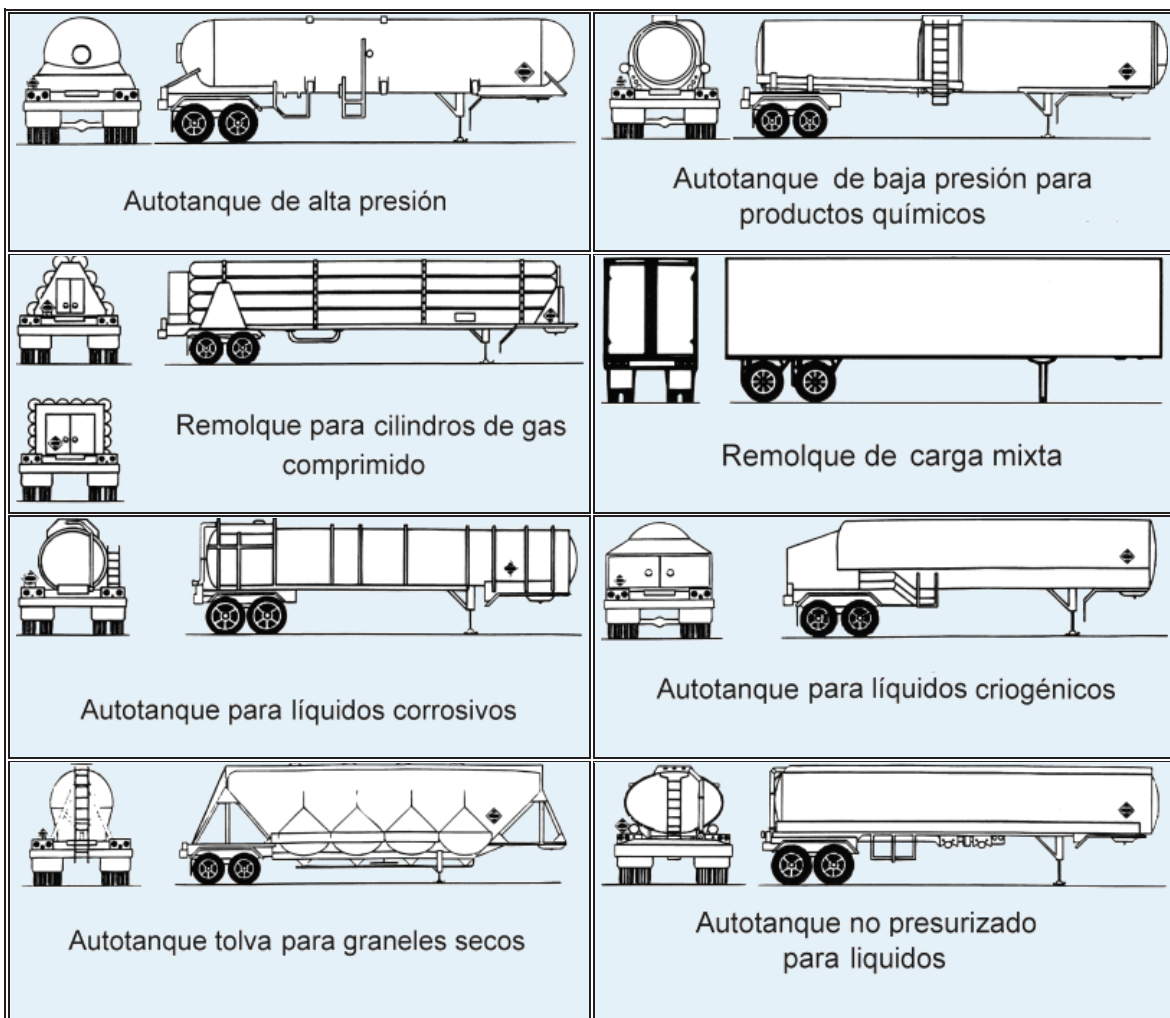 Autotanque de alta presión
Autotanque de baja presión para
productos químicos
Remolque para cilindros de gas
comprimido
Remolque de carga mixta
Autotanque para líquidos corrosivos
Autotanque para líquidos criogénicos
Autotanque tolva para graneles secos
Autotanque no presurizado
para liquidos